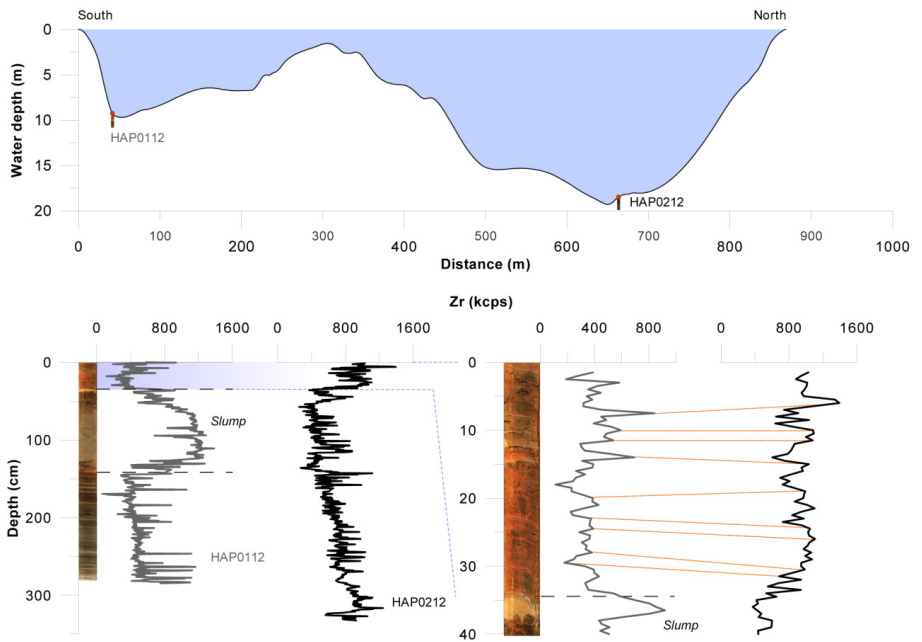 South
North
0
5
10
15
20
Water depth (m)
HAP0112
HAP0212
0
100
200
300
400
500
600
700
800
900
1000
Distance (m)
Zr (kcps)
0 800 1600 0 800 1600
0 400 800 0 800 1600
0
100
200
300
Depth (cm)
Slump
HAP0112
HAP0212
0
10
20
30
40
Slump